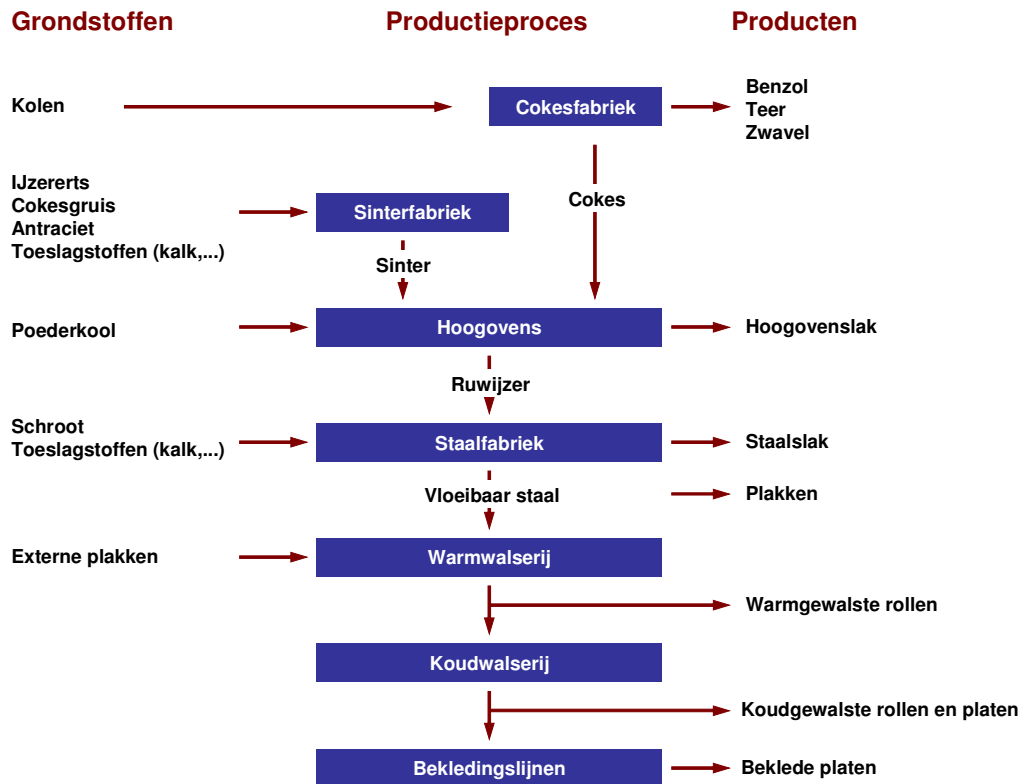 Grondstoffen
Productieproces
Producten
Kolen
Cokesfabriek
Benzol
Teer
Zwavel
IJzererts
Cokesgruis
Antraciet
Toeslagstoffen (kalk,...)
Sinterfabriek
Cokes
Sinter
Poederkool
Hoogovens
Hoogovenslak
Ruwijzer
Schroot
Toeslagstoffen (kalk,...)
Staalfabriek
Staalslak
Vloeibaar staal
Plakken
Externe plakken
Warmwalserij
Warmgewalste rollen
Koudwalserij
Koudgewalste rollen en platen
Bekledingslijnen
Beklede platen